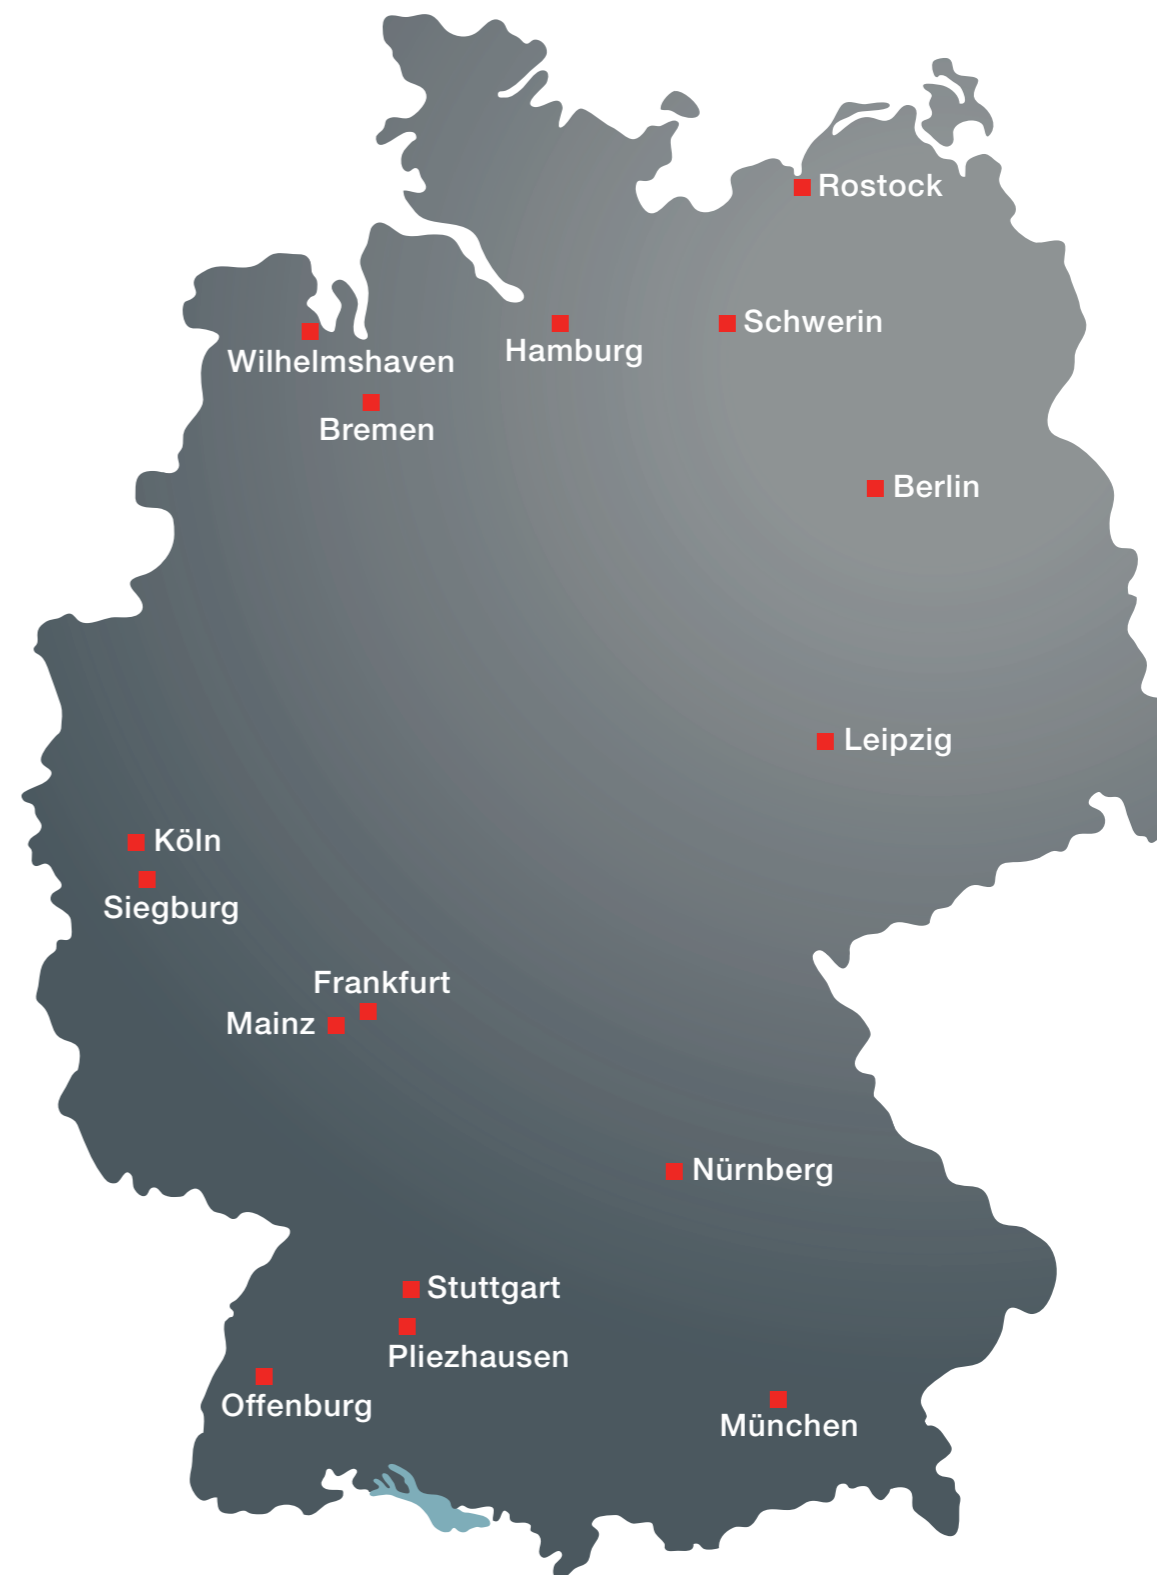 Rostock
Schwerin
Hamburg
Wilhelmshaven
Bremen
Berlin
Leipzig
Köln
Siegburg
Frankfurt
Mainz
Nürnberg
Stuttgart
Pliezhausen
Offenburg
München